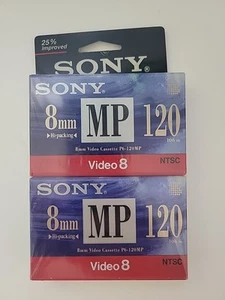 25%
Improved
SONY
SONY
8mm MP 120
Hi-packing
8mm Video Cassette P6-120MP
Video 8 NTSC
SONY
8mm MP 120
Hi-packing
8mm Video Cassette P6-120MP
Video 8 NTSC